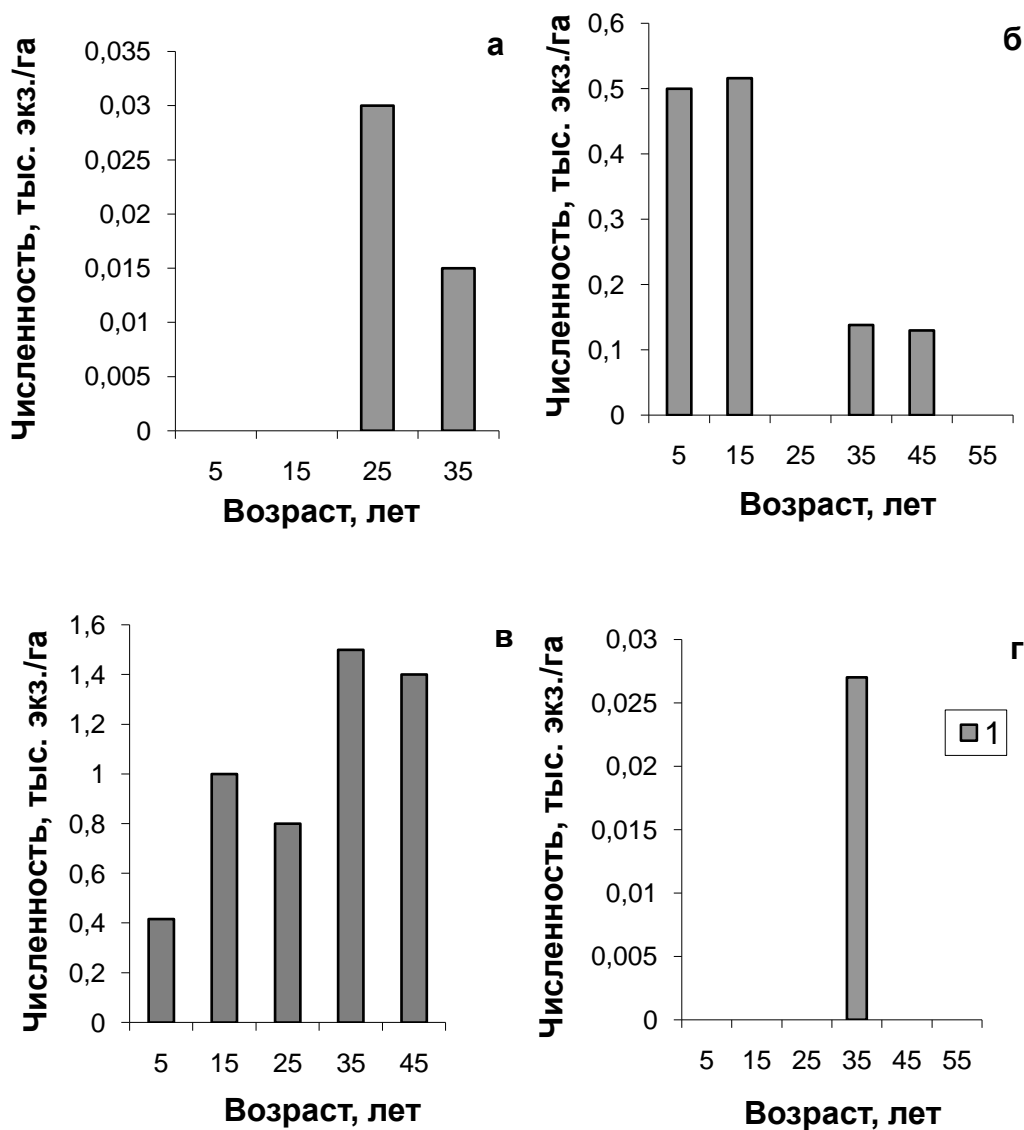 а
Численность, тыс. экз./га
0,035
0,03
0,025
0,02
0,015
0,01
0,005
0
5 15 25 35
Возраст, лет
б
Численность, тыс. экз./га
0,6
0,5
0,4
0,3
0,2
0,1
0
5 15 25 35 45 55
Возраст, лет
в
Численность, тыс. экз./га
1,6
1,4
1,2
1
0,8
0,6
0,4
0,2
0
5 15 25 35 45
Возраст, лет
г
Численность, тыс. экз./га
0,03
0,025
0,02
0,015
0,01
0,005
0
5 15 25 35 45 55
Возраст, лет
1